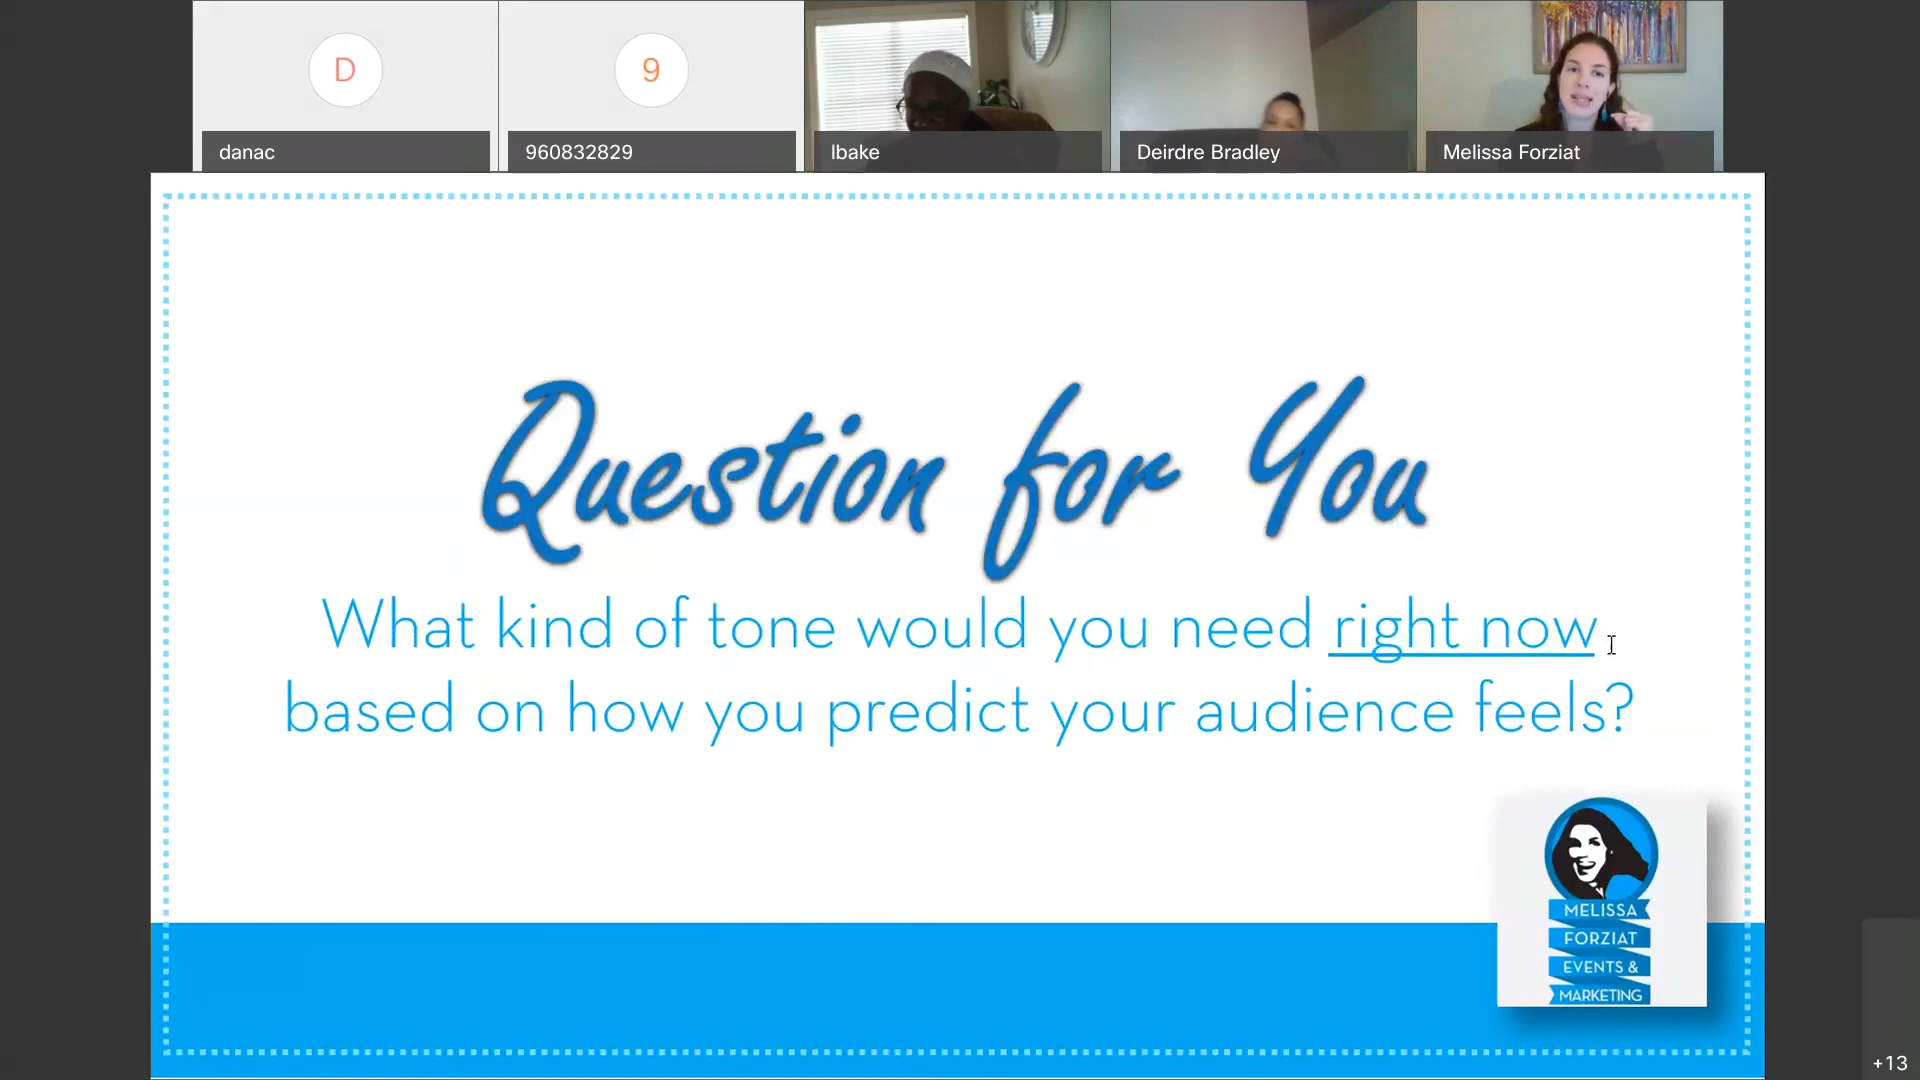 D
9
danac
960832829
lbake
Deirdre Bradley
Melissa Forziat
Question for You
What kind of tone would you need right now
based on how you predict your audience feels?
MELISSA
FORZIAT
EVENTS &
MARKETING
+13